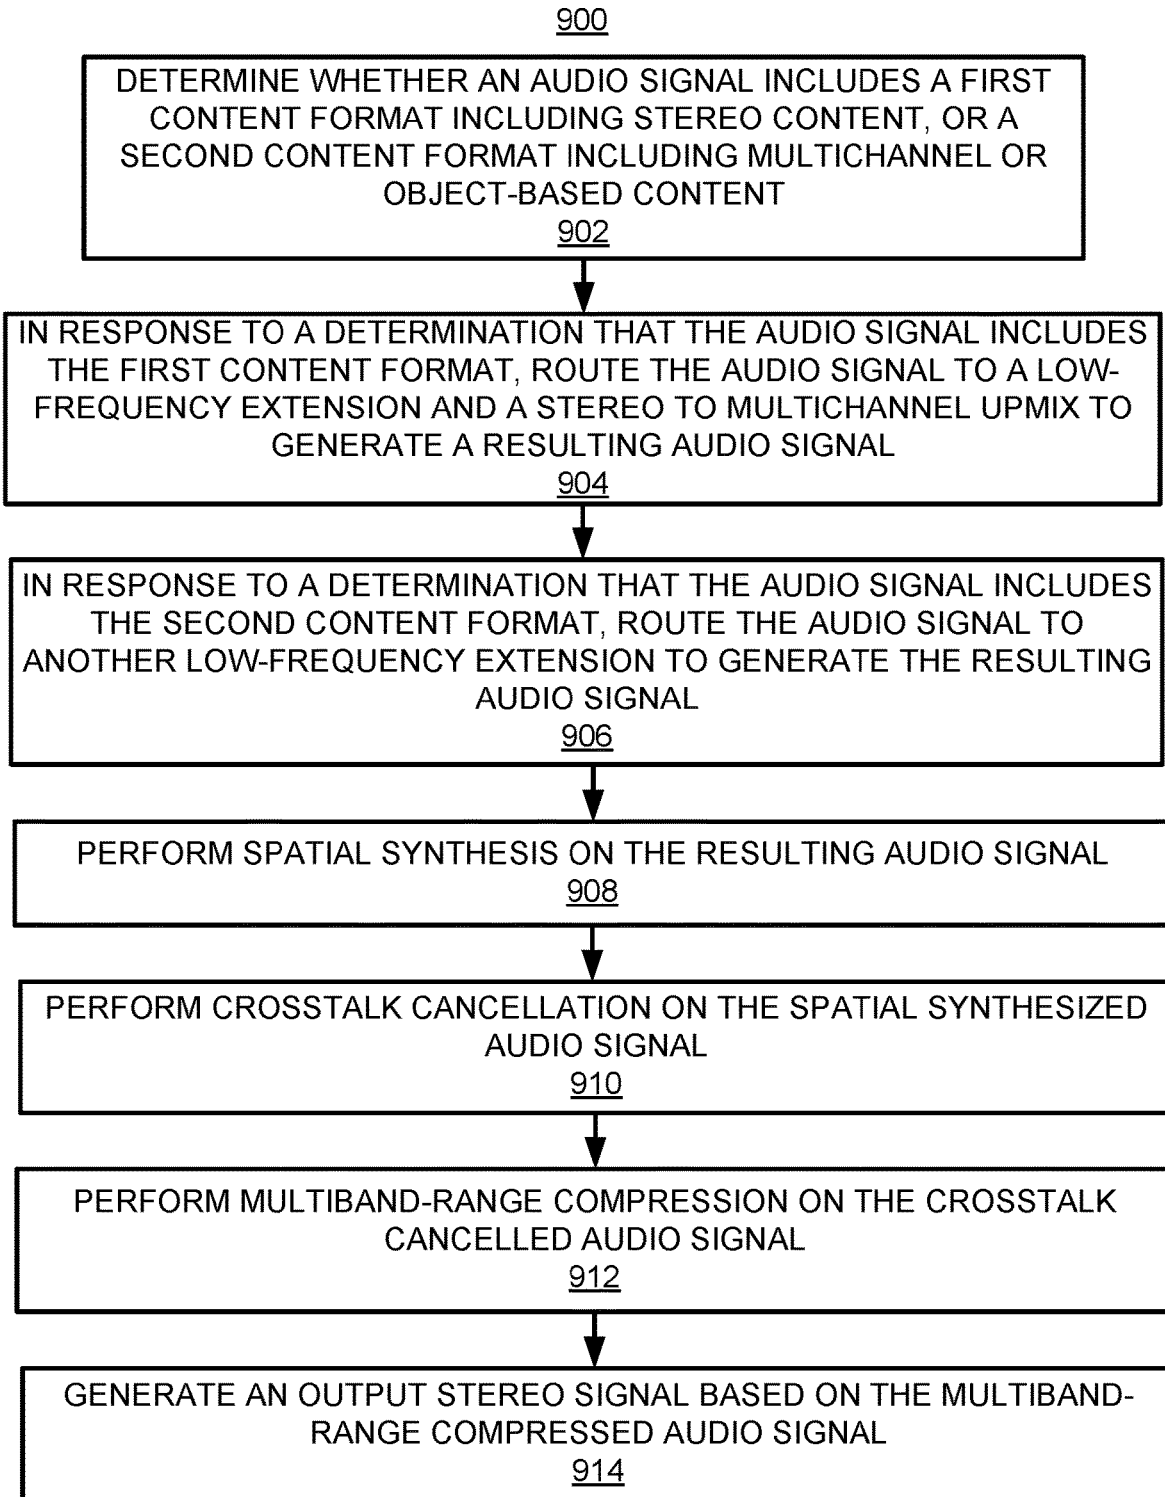 900
DETERMINE WHETHER AN AUDIO SIGNAL INCLUDES A FIRST
CONTENT FORMAT INCLUDING STEREO CONTENT, OR A
SECOND CONTENT FORMAT INCLUDING MULTICHANNEL OR
OBJECT-BASED CONTENT
902
IN RESPONSE TO A DETERMINATION THAT THE AUDIO SIGNAL INCLUDES
THE FIRST CONTENT FORMAT, ROUTE THE AUDIO SIGNAL TO A LOW-
FREQUENCY EXTENSION AND A STEREO TO MULTICHANNEL UPMIX TO
GENERATE A RESULTING AUDIO SIGNAL
904
IN RESPONSE TO A DETERMINATION THAT THE AUDIO SIGNAL INCLUDES
THE SECOND CONTENT FORMAT, ROUTE THE AUDIO SIGNAL TO
ANOTHER LOW-FREQUENCY EXTENSION TO GENERATE THE RESULTING
AUDIO SIGNAL
906
PERFORM SPATIAL SYNTHESIS ON THE RESULTING AUDIO SIGNAL
908
PERFORM CROSSTALK CANCELLATION ON THE SPATIAL SYNTHESIZED
AUDIO SIGNAL
910
PERFORM MULTIBAND-RANGE COMPRESSION ON THE CROSSTALK
CANCELLED AUDIO SIGNAL
912
GENERATE AN OUTPUT STEREO SIGNAL BASED ON THE MULTIBAND-
RANGE COMPRESSED AUDIO SIGNAL
914